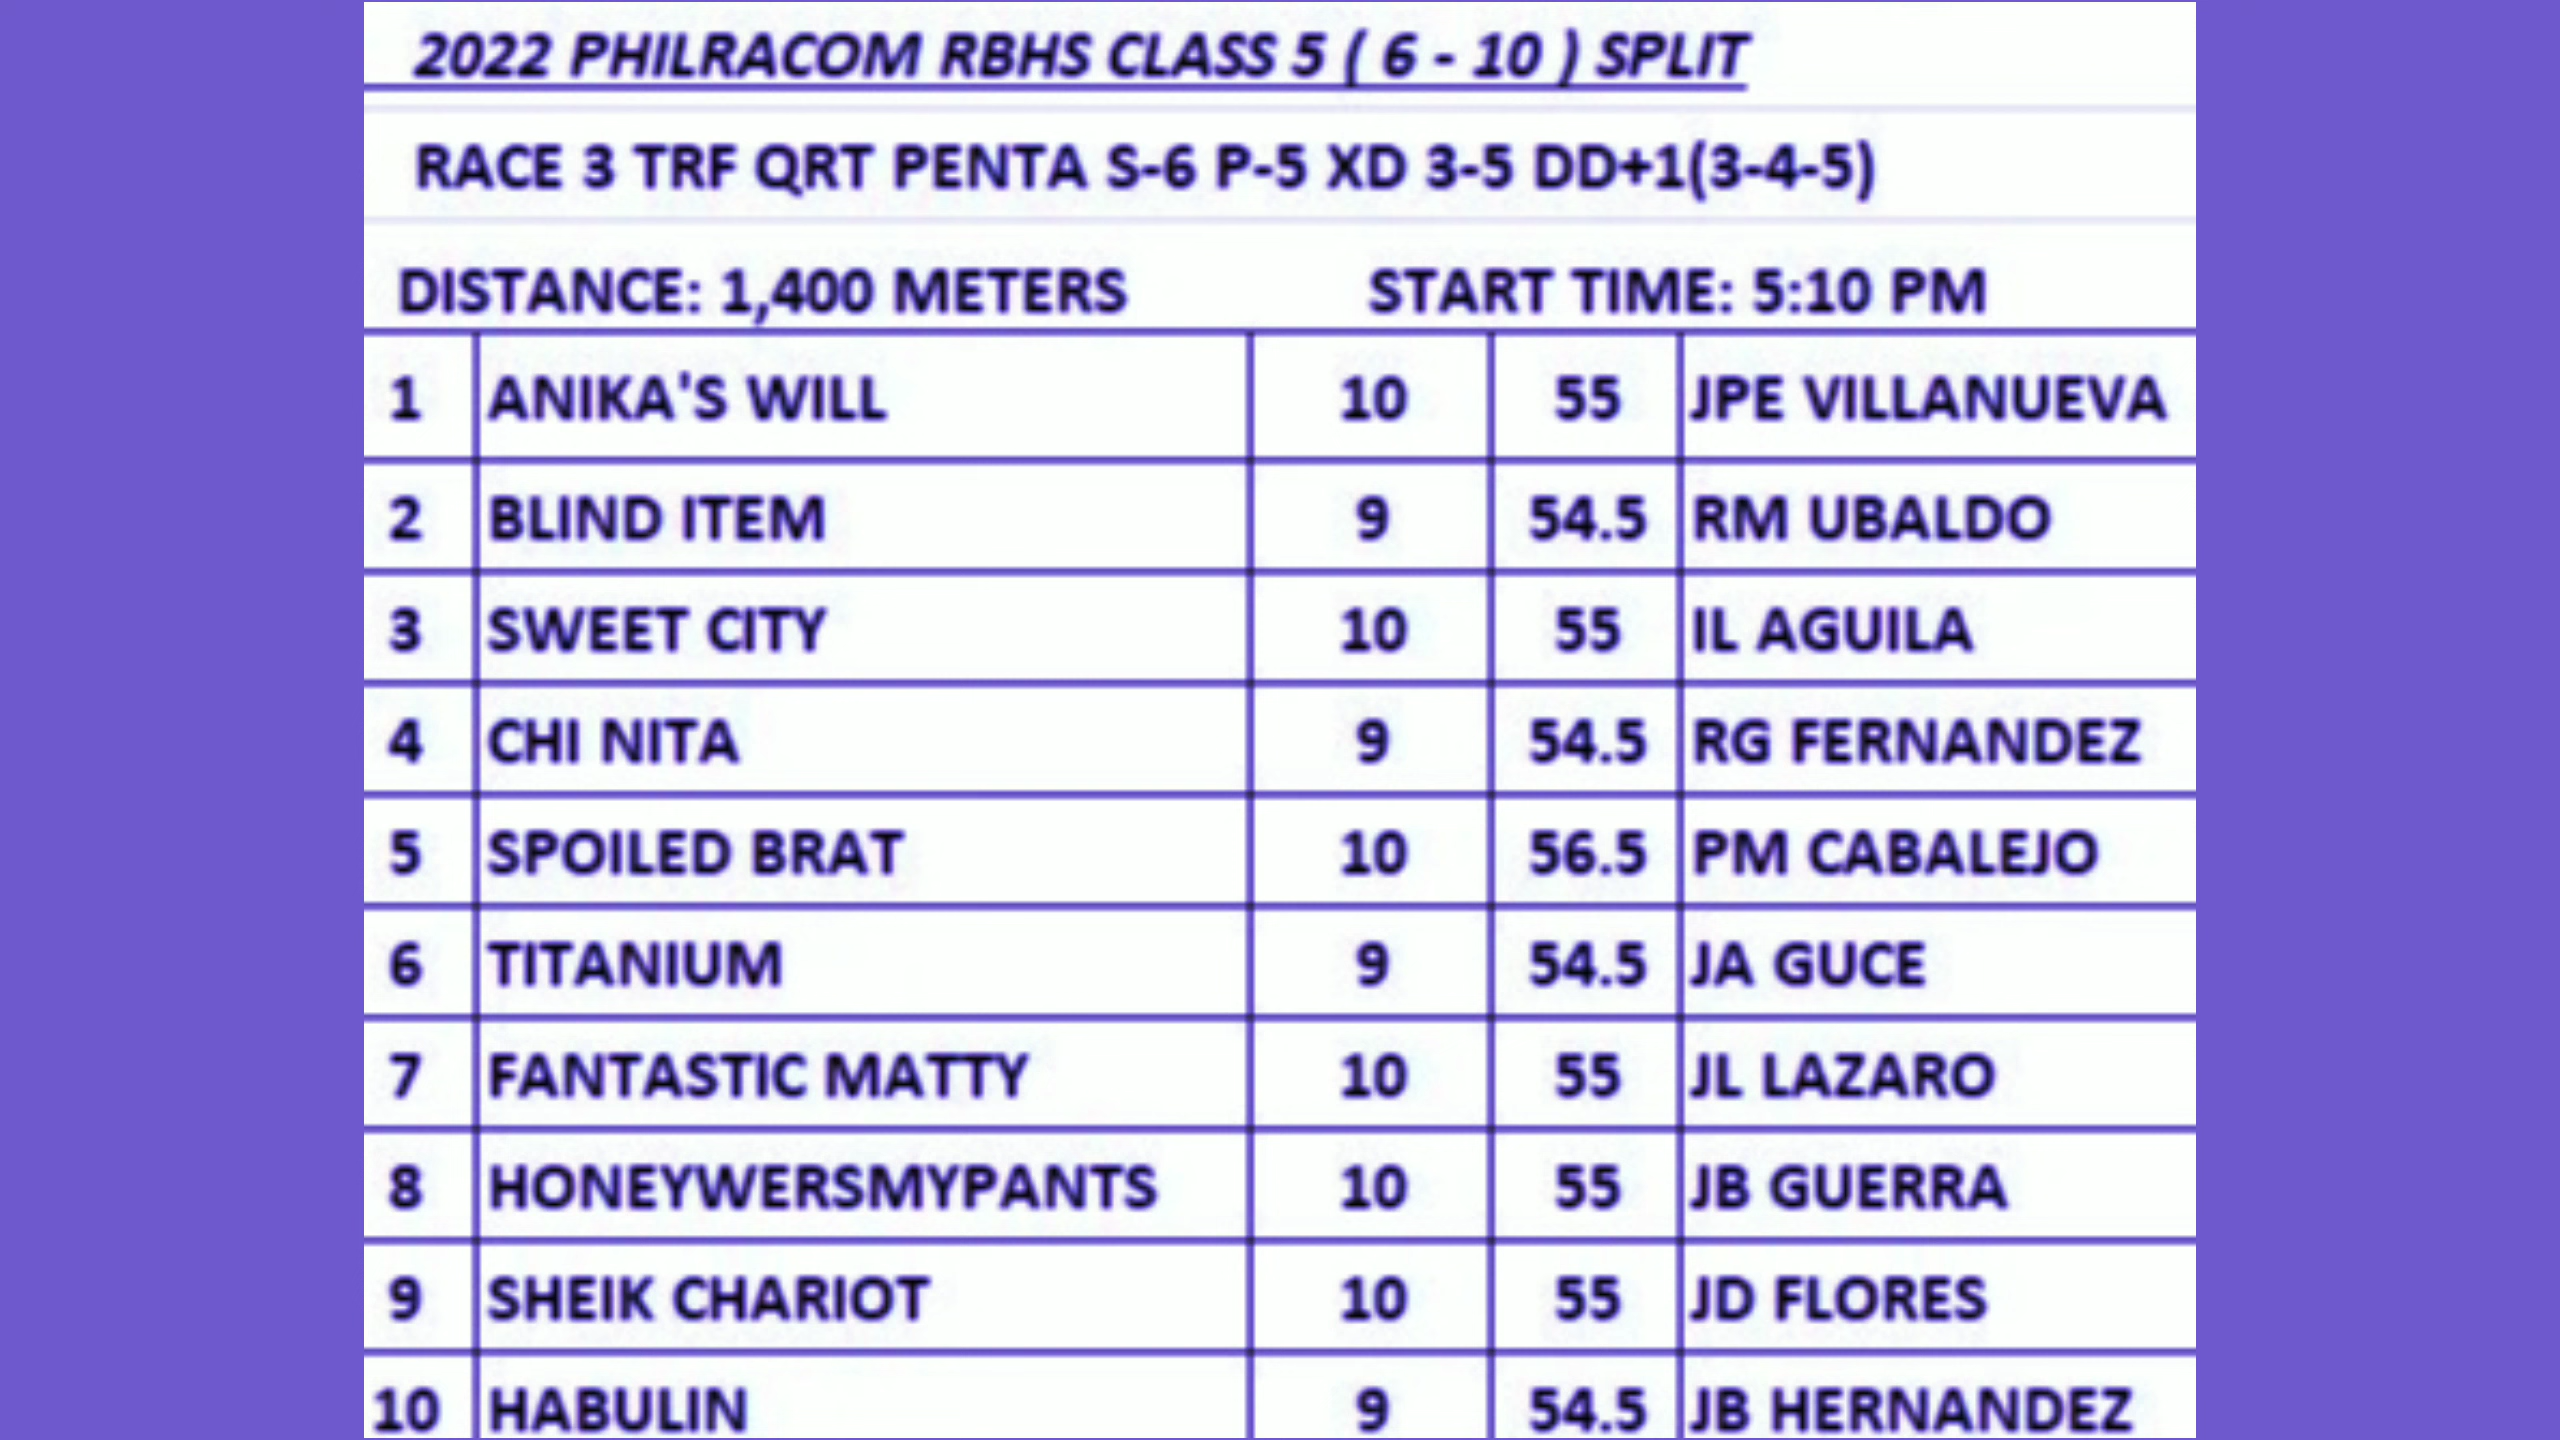 2022 PHILRACOM RBHS CLASS 5 ( 6 - 10 ) SPLIT
RACE 3 TRF QRT PENTA S-6 P-5 XD 3-5 DD+1(3-4-5)
DISTANCE: 1,400 METERS START TIME: 5:10 PM
1 ANIKA'S WILL 10 55 JPE VILLANUEVA
2 BLIND ITEM 9 54.5 RM UBALDO
3 SWEET CITY 10 55 IL AGUILA
4 CHI NITA 9 54.5 RG FERNANDEZ
5 SPOILED BRAT 10 56.5 PM CABALEJO
6 TITANIUM 9 54.5 JA GUCE
7 FANTASTIC MATTY 10 55 JL LAZARO
8 HONEYWERSMYPANTS 10 55 JB GUERRA
9 SHEIK CHARIOT 10 55 JD FLORES
10 HABULIN 9 54.5 JB HERNANDEZ